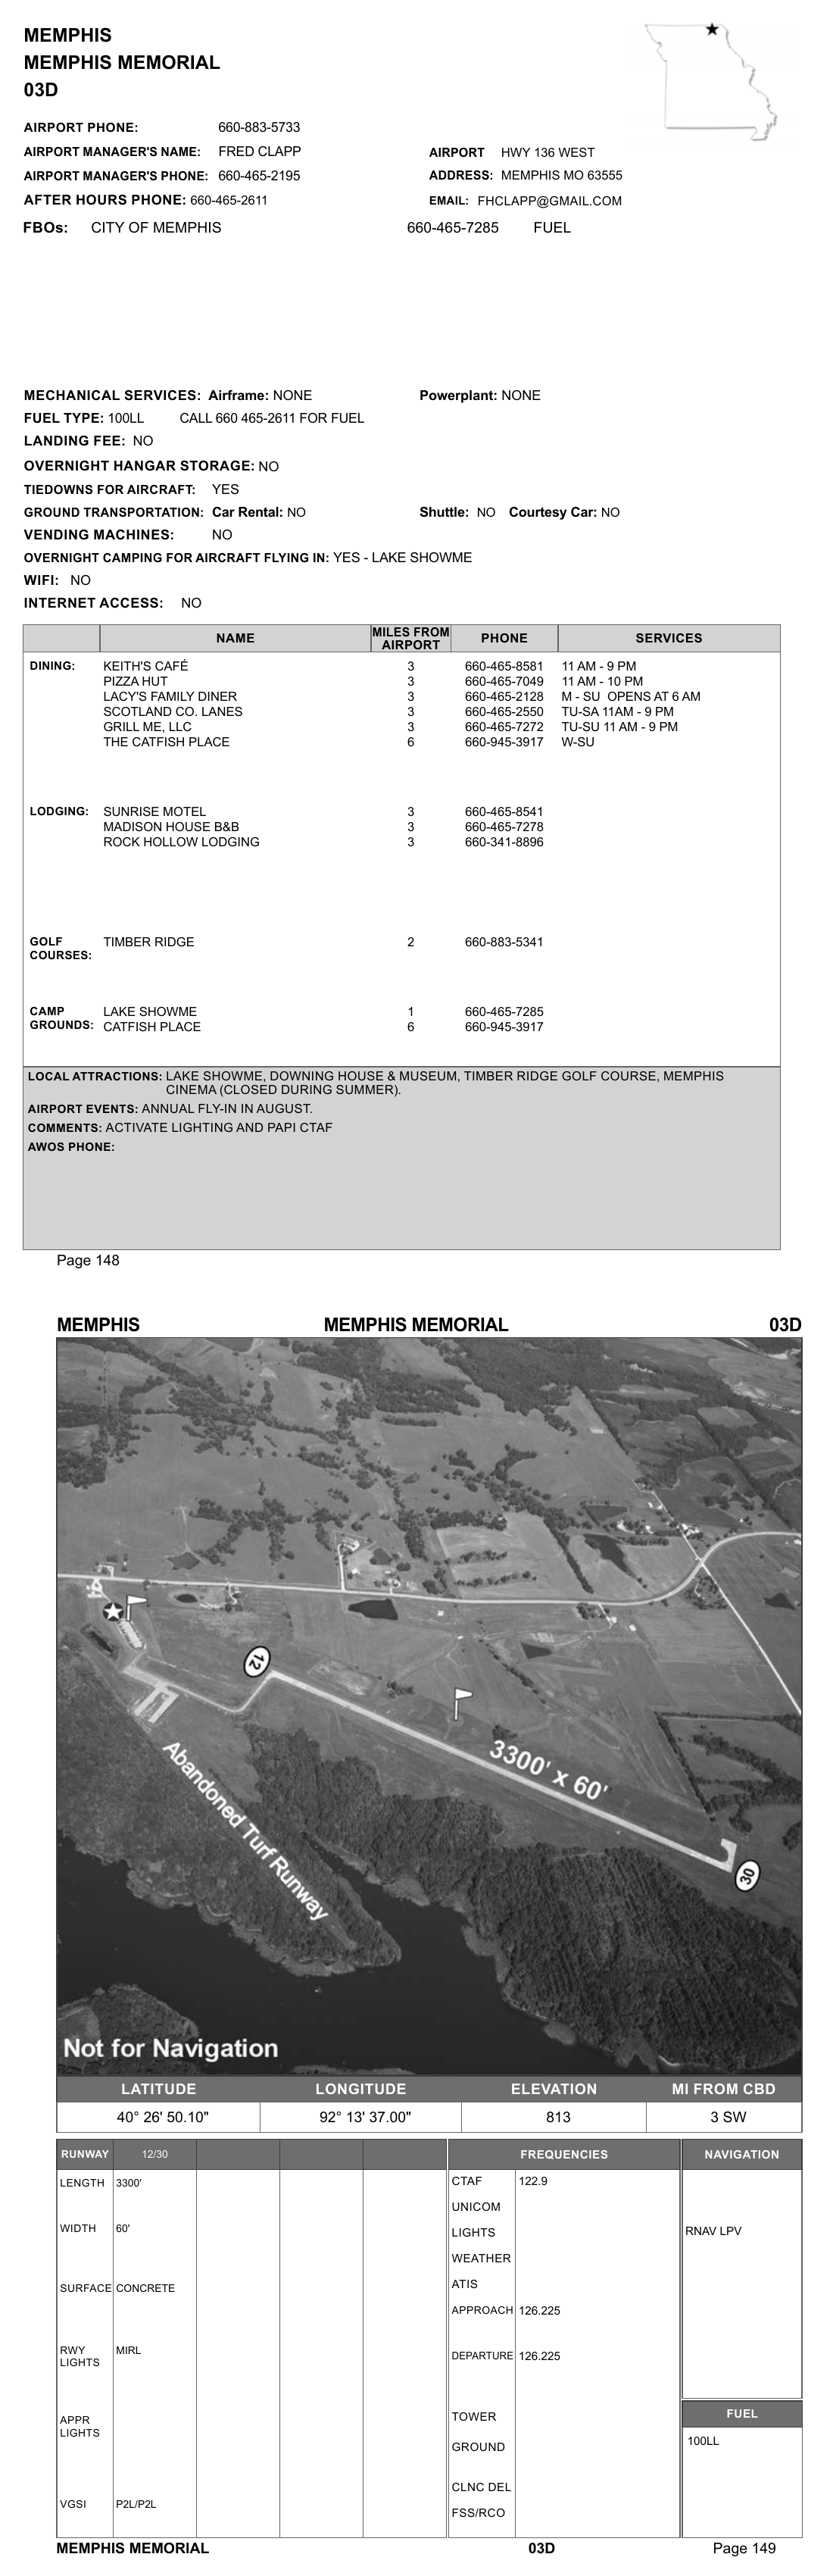 MEMPHIS
MEMPHIS MEMORIAL
03D
AIRPORT PHONE: 660-883-5733
AIRPORT MANAGER'S NAME: FRED CLAPP
AIRPORT MANAGER'S PHONE: 660-465-2195
AFTER HOURS PHONE: 660-465-2611
AIRPORT HWY 136 WEST
ADDRESS: MEMPHIS MO 63555
EMAIL: FHCLAPP@GMAIL.COM
FBOs: CITY OF MEMPHIS 660-465-7285 FUEL
MECHANICAL SERVICES: Airframe: NONE Powerplant: NONE
FUEL TYPE: 100LL CALL 660 465-2611 FOR FUEL
LANDING FEE: NO
OVERNIGHT HANGAR STORAGE: NO
TIEDOWNS FOR AIRCRAFT: YES
GROUND TRANSPORTATION: Car Rental: NO Shuttle: NO Courtesy Car: NO
VENDING MACHINES: NO
OVERNIGHT CAMPING FOR AIRCRAFT FLYING IN: YES - LAKE SHOWME
WIFI: NO
INTERNET ACCESS: NO
NAME MILES FROM AIRPORT PHONE SERVICES
DINING: KEITH'S CAFÉ 3 660-465-8581 11 AM - 9 PM
PIZZA HUT 3 660-465-7049 11 AM - 10 PM
LACY'S FAMILY DINER 3 660-465-2128 M - SU OPENS AT 6 AM
SCOTLAND CO. LANES 3 660-465-2550 TU-SA 11AM - 9 PM
GRILL ME, LLC 3 660-465-7272 TU-SU 11 AM - 9 PM
THE CATFISH PLACE 6 660-945-3917 W-SU
LODGING: SUNRISE MOTEL 3 660-465-8541
MADISON HOUSE B&B 3 660-465-7278
ROCK HOLLOW LODGING 3 660-341-8896
GOLF COURSES: TIMBER RIDGE 2 660-883-5341
CAMP GROUNDS: LAKE SHOWME 1 660-465-7285
CATFISH PLACE 6 660-945-3917
LOCAL ATTRACTIONS: LAKE SHOWME, DOWNING HOUSE & MUSEUM, TIMBER RIDGE GOLF COURSE, MEMPHIS
CINEMA (CLOSED DURING SUMMER).
AIRPORT EVENTS: ANNUAL FLY-IN IN AUGUST.
COMMENTS: ACTIVATE LIGHTING AND PAPI CTAF
AWOS PHONE:
Page 148
MEMPHIS MEMPHIS MEMORIAL 03D
12
3300' x 60'
Abandoned Turf Runway
30
Not for Navigation
LATITUDE LONGITUDE ELEVATION MI FROM CBD
40° 26' 50.10" 92° 13' 37.00" 813 3 SW
RUNWAY 12/30
LENGTH 3300'
WIDTH 60'
SURFACE CONCRETE
RWY LIGHTS MIRL
APPR LIGHTS
VGSI P2L/P2L
FREQUENCIES
CTAF 122.9
UNICOM
LIGHTS
WEATHER
ATIS
APPROACH 126.225
DEPARTURE 126.225
TOWER
GROUND
CLNC DEL
FSS/RCO
NAVIGATION
RNAV LPV
FUEL
100LL
MEMPHIS MEMORIAL 03D Page 149